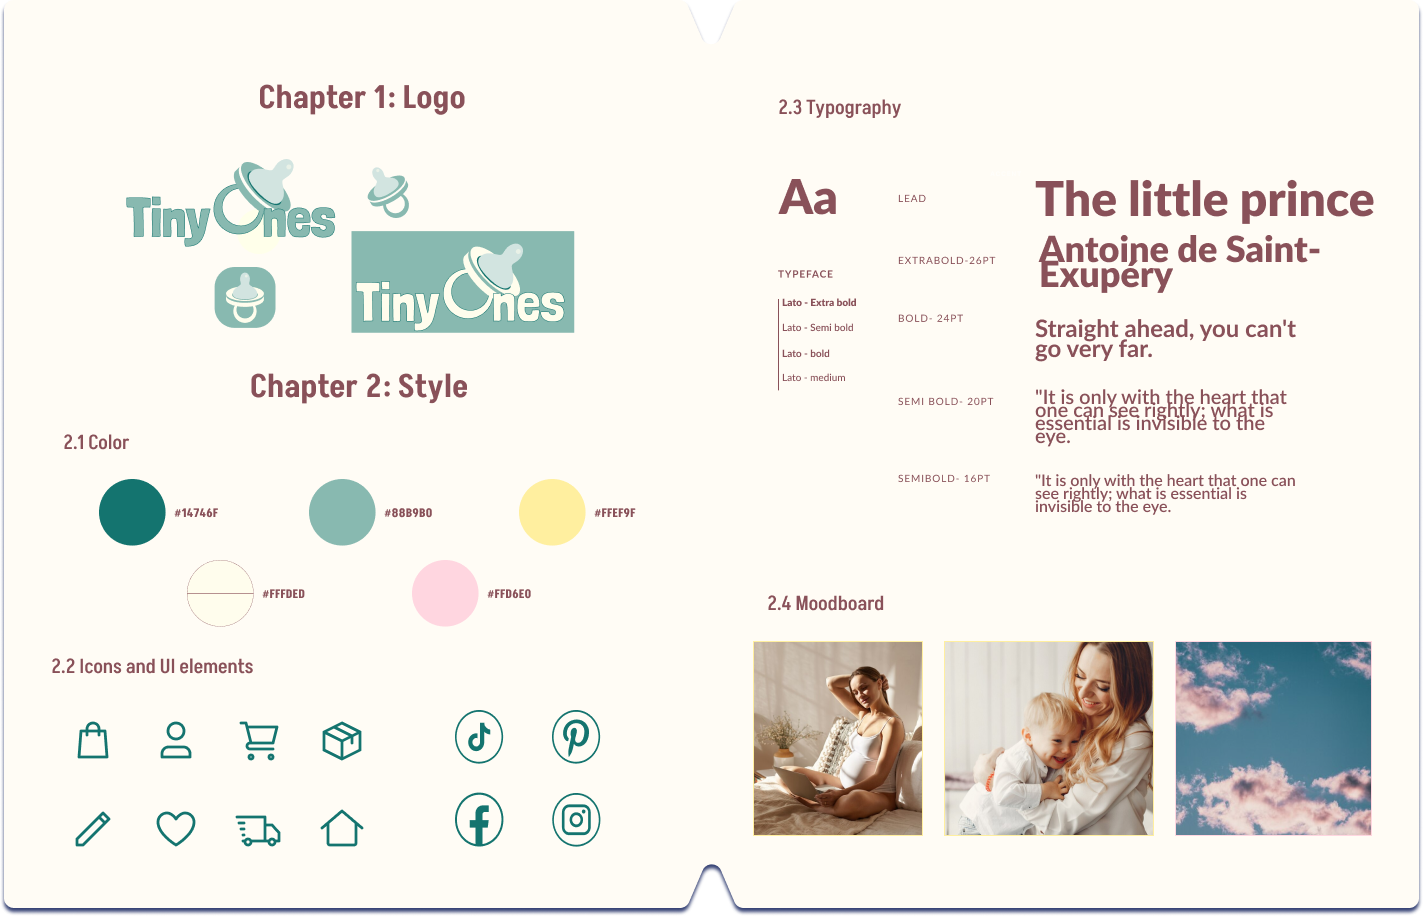 Chapter 1: Logo
Tiny Ones
Tiny Ones
Chapter 2: Style
2.1 Color
#14746F
#88B9B0
#FFEF9F
#FFFDED
#FFD6E0
2.2 Icons and UI elements
2.3 Typography
Aa
TYPEFACE
Lato - Extra bold
Lato - Semi bold
Lato - bold
Lato - medium
LEAD
The little prince
EXTRABOLD-26PT
Antoine de Saint-
Exupéry
BOLD- 24PT
Straight ahead, you can't
go very far.
SEMI BOLD- 20PT
"It is only with the heart that
one can see rightly; what is
essential is invisible to the
eye.
SEMIBOLD- 16PT
"It is only with the heart that one can
see rightly; what is essential is
invisible to the eye.
2.4 Moodboard